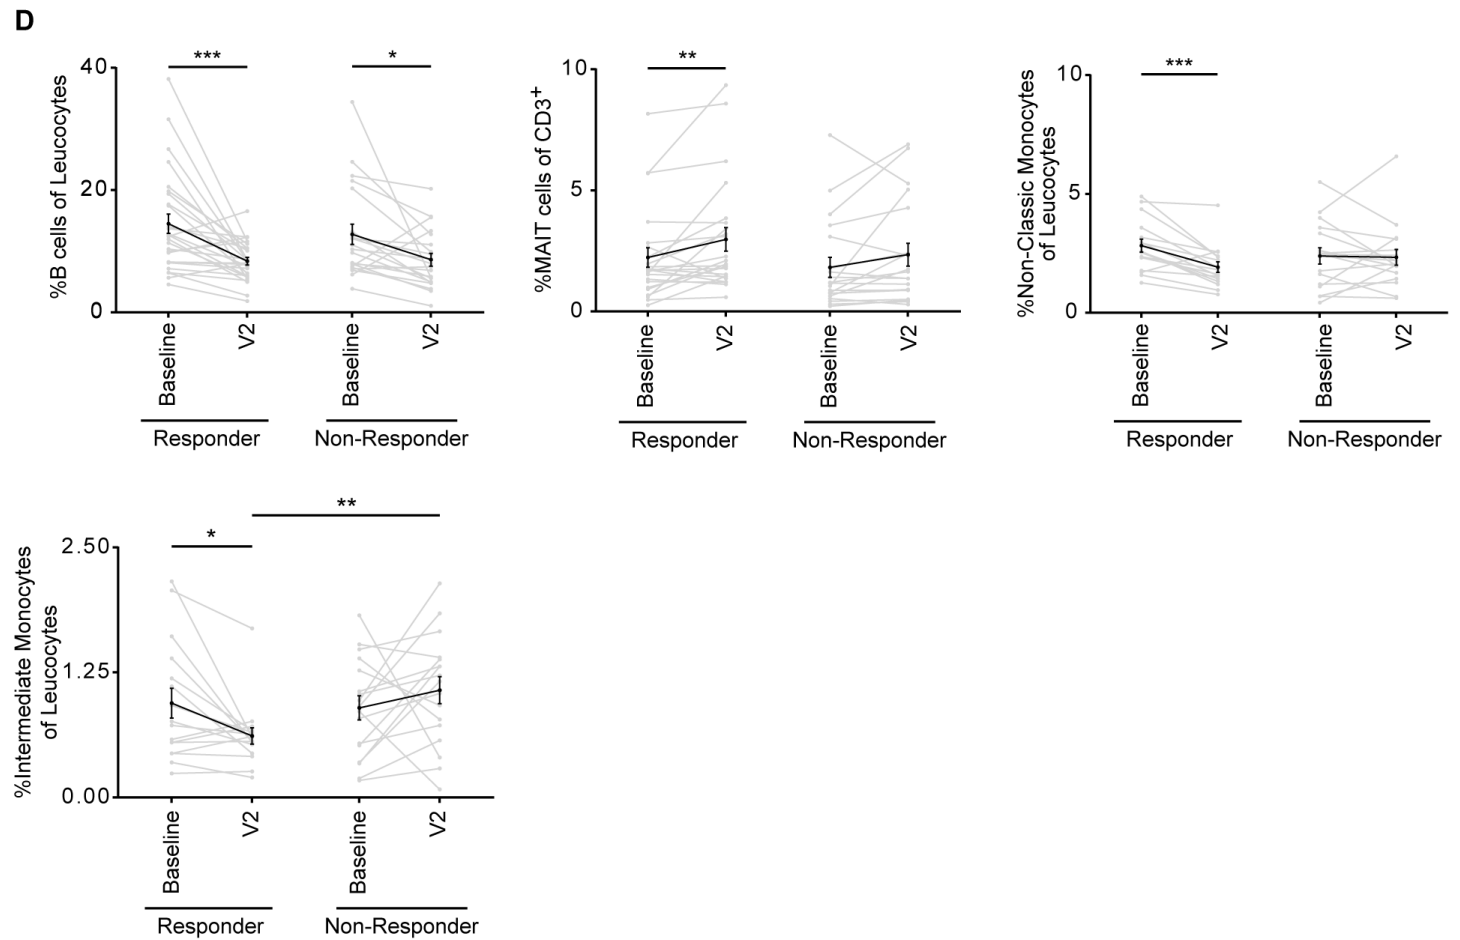 D
%B cells of Leucocytes
40
20
0
***
*
Baseline
V2
Baseline
V2
Responder
Non-Responder
%MAIT cells of CD3+
10
5
0
**
Baseline
V2
Baseline
V2
Responder
Non-Responder
%Non-Classic Monocytes
of Leucocytes
10
5
0
***
Baseline
V2
Baseline
V2
Responder
Non-Responder
%Intermediate Monocytes
of Leucocytes
2.50
1.25
0.00
*
**
Baseline
V2
Baseline
V2
Responder
Non-Responder